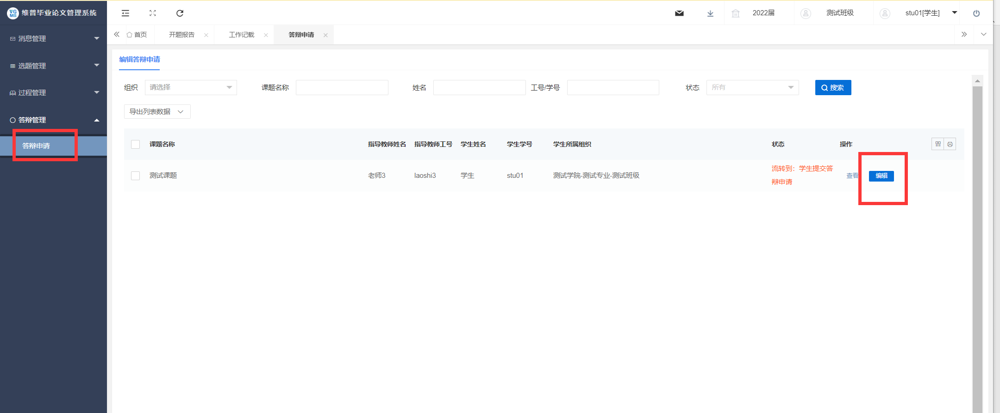 VG
MS
维普毕业论文管理系统
2022届
测试班级
stu01[学生]
消息管理
选题管理
过程管理
答辩管理
答辩申请
首页
开题报告
工作记载
答辩申请
编辑答辩申请
组织
请选择
课题名称
姓名
工号/学号
状态
所有
搜索
导出列表数据
课题名称
指导教师姓名
指导教师工号
学生姓名
学生学号
学生所属组织
状态
操作
测试课题
老师3
laoshi3
学生
stu01
测试学院-测试专业-测试班级
流转到：学生提交答
辩申请
查看
编辑